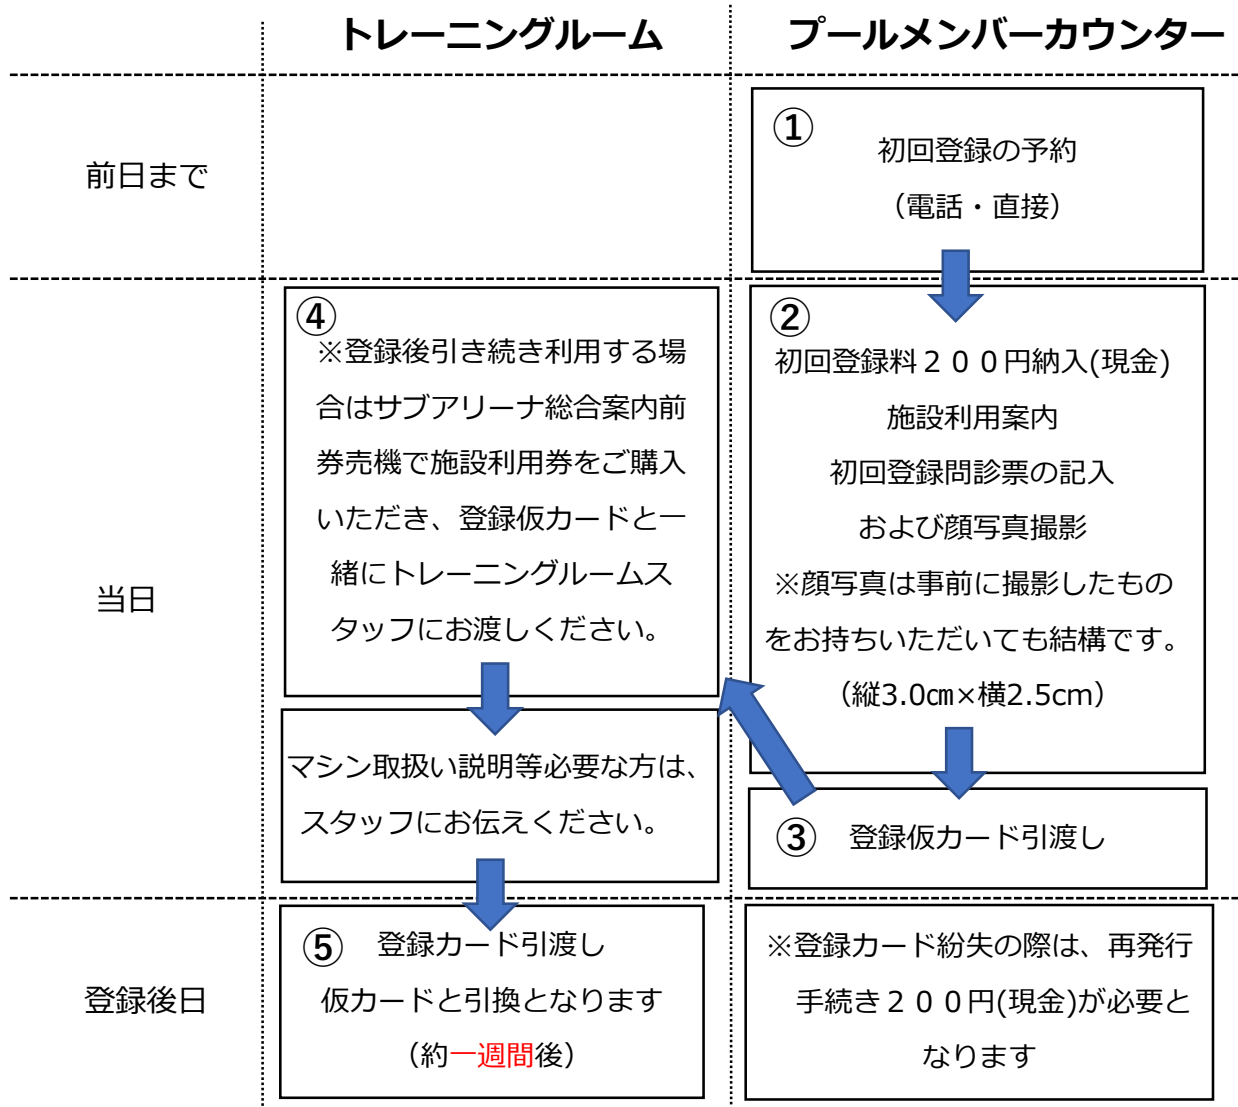 トレーニングルーム
プールメンバーカウンター
前日まで
①
初回登録の予約
（電話・直接）
当日
②
初回登録料２００円納入(現金)
施設利用案内
初回登録問診票の記入
および顔写真撮影
※顔写真は事前に撮影したもの
をお持ちいただいても結構です。
（縦3.0㎝×横2.5cm）
③
登録仮カード引渡し
④
※登録後引き続き利用する場
合はサブアリーナ総合案内前
券売機で施設利用券をご購入
いただき、登録仮カードと一
緒にトレーニングルームス
タッフにお渡しください。
マシン取扱い説明等必要な方は、
スタッフにお伝えください。
登録後日
⑤
登録カード引渡し
仮カードと引換となります
（約一週間後）
※登録カード紛失の際は、再発行
手続き２００円(現金)が必要と
なります